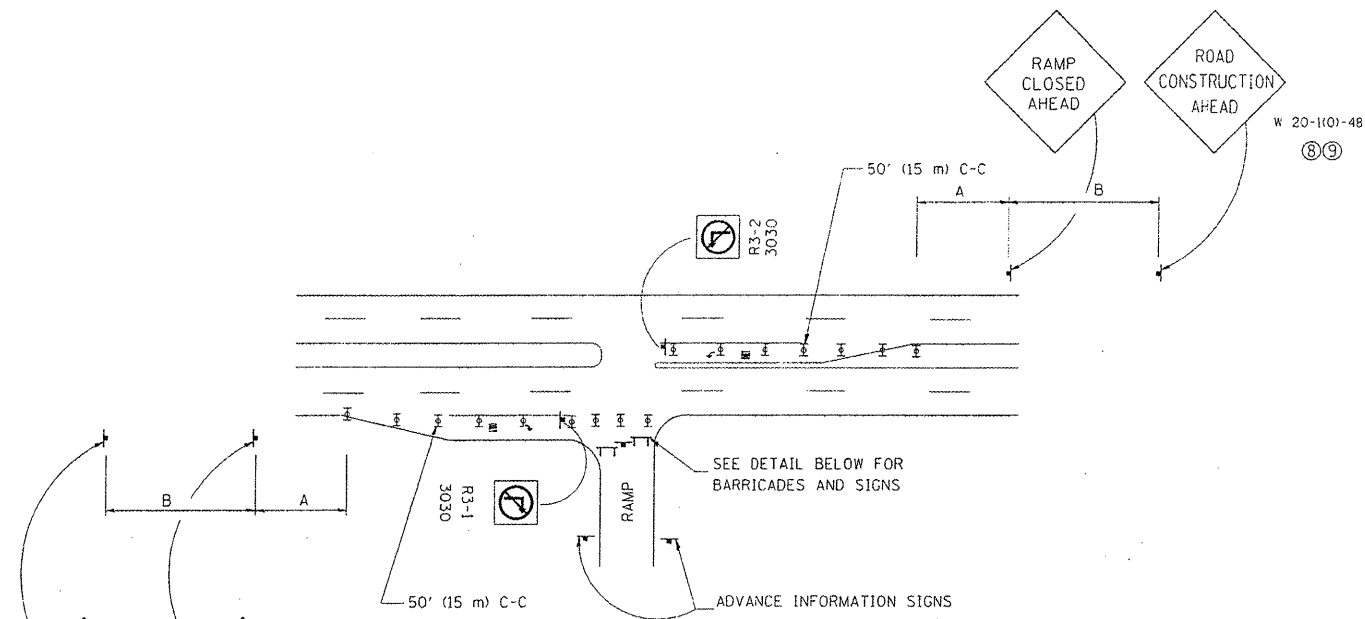 RAMP
CLOSED
AHEAD
ROAD
CONSTRUCTION
AHEAD
W 20-1(O)-48
⑧⑨
50' (15 m) C-C
A
B
R3-2
3030
SEE DETAIL BELOW FOR
BARRICADES AND SIGNS
B
A
R3-1
3030
RAMP
50' (15 m) C-C
ADVANCE INFORMATION SIGNS